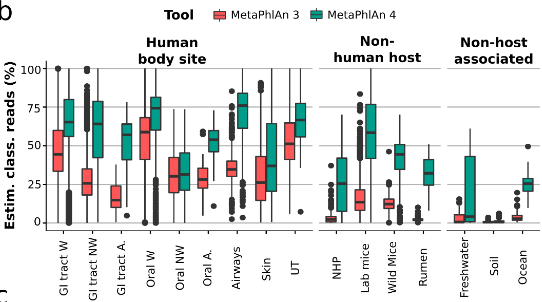 b
Tool MetaPhlAn 3 MetaPhlAn 4
Human
body site
Non-
human host
Non-host
associated
Estim. class. reads (%)
100
75
50
25
0
GI tract W
GI tract NW
GI tract A.
Oral W
Oral NW
Oral A.
Airways
Skin
UT
NHP
Lab mice
Wild Mice
Rumen
Freshwater
Soil
Ocean